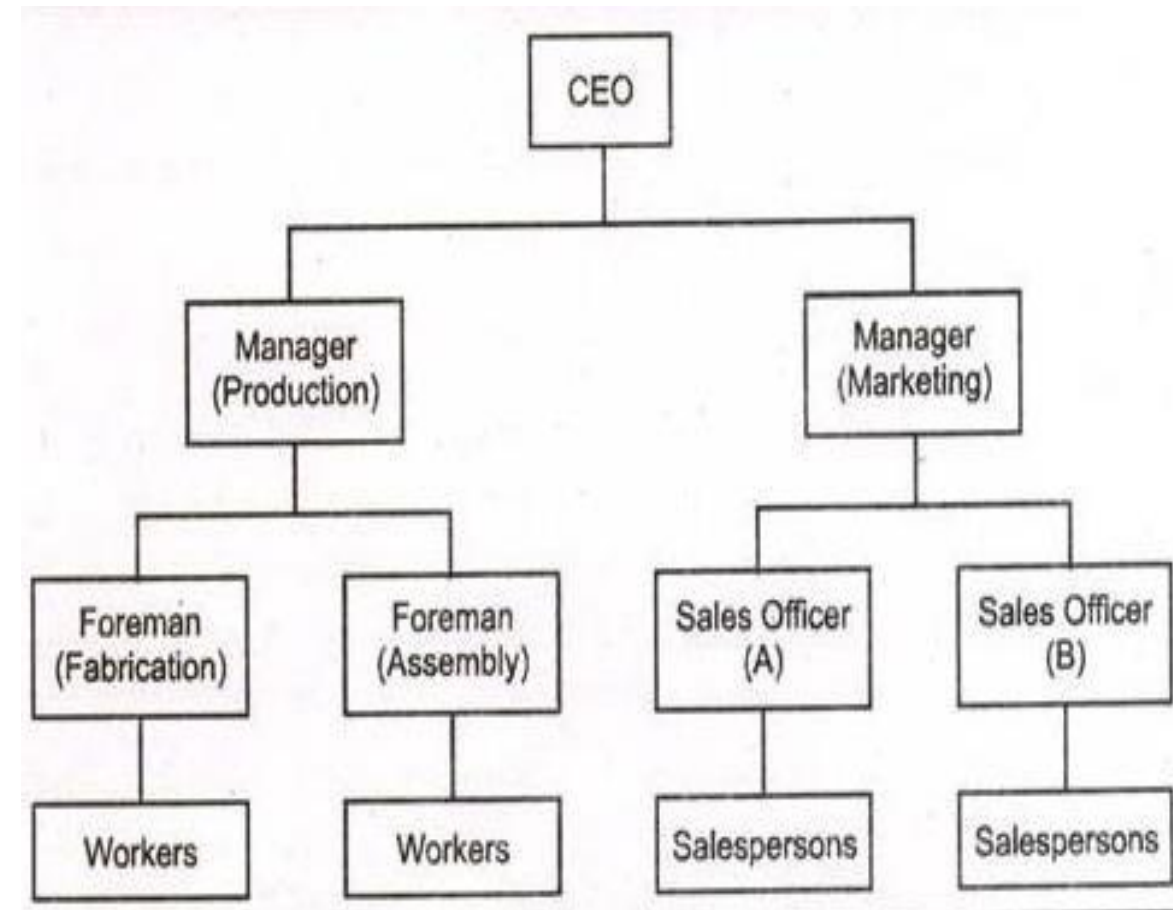 CEO
Manager
(Production)
Manager
(Marketing)
Foreman
(Fabrication)
Foreman
(Assembly)
Sales Officer
(A)
Sales Officer
(B)
Workers
Workers
Salespersons
Salespersons